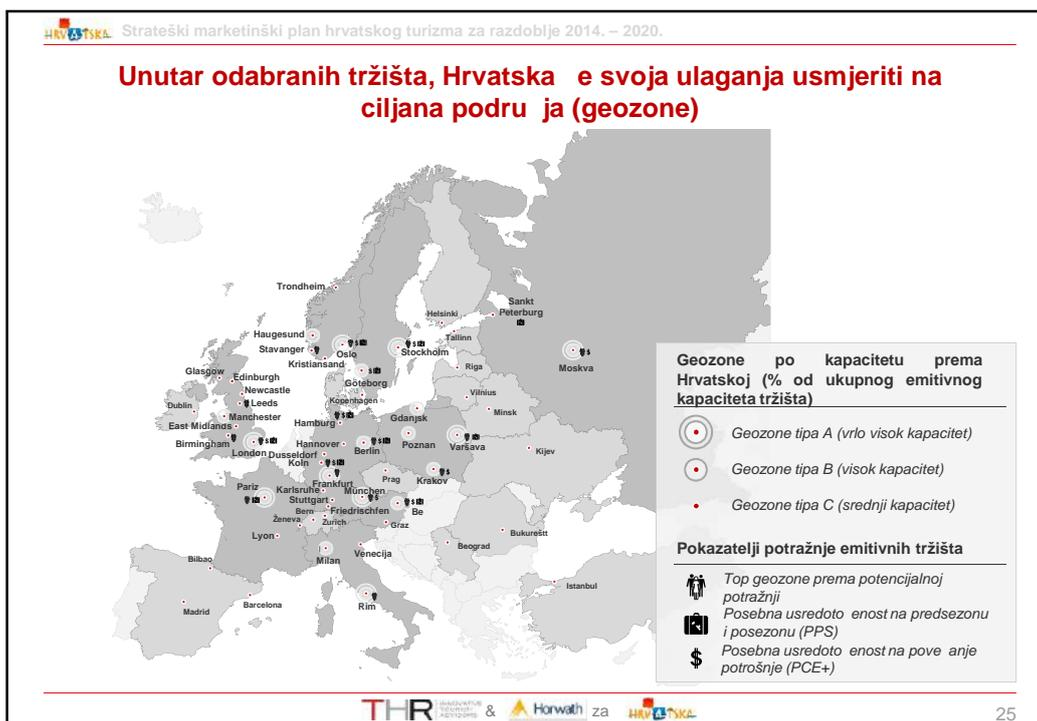 HRVATSKA Strateški marketinški plan hrvatskog turizma za razdoblje 2014. – 2020.
Unutar odabranih tržišta, Hrvatska e svoja ulaganja usmjeriti na
ciljana podru ja (geozone)
Trondheim
Helsinki
Sankt
Peterburg
Tallinn
Haugesund
Stavanger
Oslo
$
Kristiansand
Stockholm
$
Moskva
$
Riga
Glasgow
Edinburgh
Göteborg
$
Newcastle
Kopenhagen
Vilnius
Dublin
Leeds
Manchester
Minsk
East Midlands
Hamburg
$
Gdanjsk
Birmingham
London
$
Hannover
Berlin
$
Poznan
Varšava
Dusseldorf
Koln
$
Kijev
Frankfurt
Prag
Krakov
$
Pariz
Karlsruhe
München
$
Stuttgart
Friedrischfen
Be
$
Bern
Ženeva
Zurich
Graz
Lyon
Milan
Venecija
Beograd
Bukureštt
Bilbao
Rim
Istanbul
Madrid
Barcelona
Geozone po kapacitetu prema
Hrvatskoj (% od ukupnog emitivnog
kapaciteta tržišta)
Geozone tipa A (vrlo visok kapacitet)
Geozone tipa B (visok kapacitet)
Geozone tipa C (srednji kapacitet)
Pokazatelji potražnje emitivnih tržišta
Top geozone prema potencijalnoj
potražnji
Posebna usredoto enost na predsezonu
i posezonu (PPS)
$ Posebna usredoto enost na pove anje
potrošnje (PCE+)
THR INNOVATIVE TOURISM ADVISORS & Horwath za HRVATSKA
25